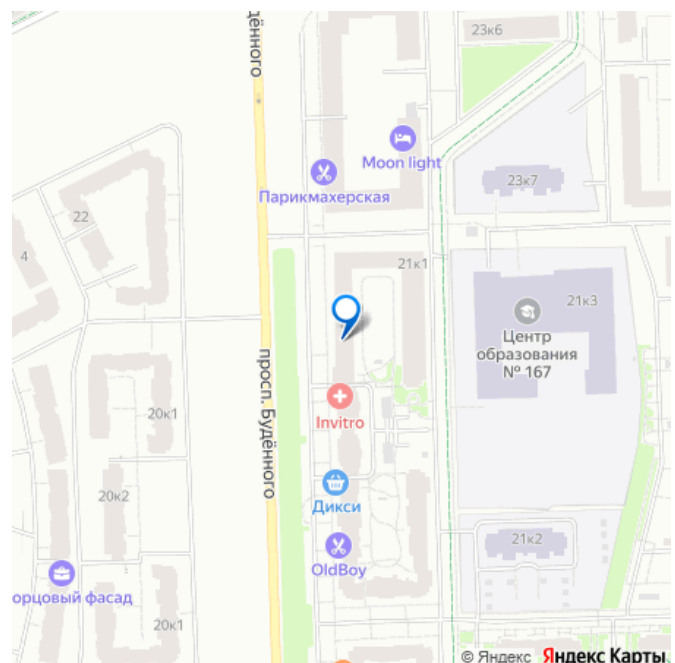 дённого
23к6
Moon light
Парикмахерская
23к7
22
4
21к1
21к3
Центр
образования
№ 167
просп. Будённого
Invitro
20к1
20к2
Дикси
21к2
OldBoy
орцовый фасад
20к1
© Яндекс Яндекс Карты